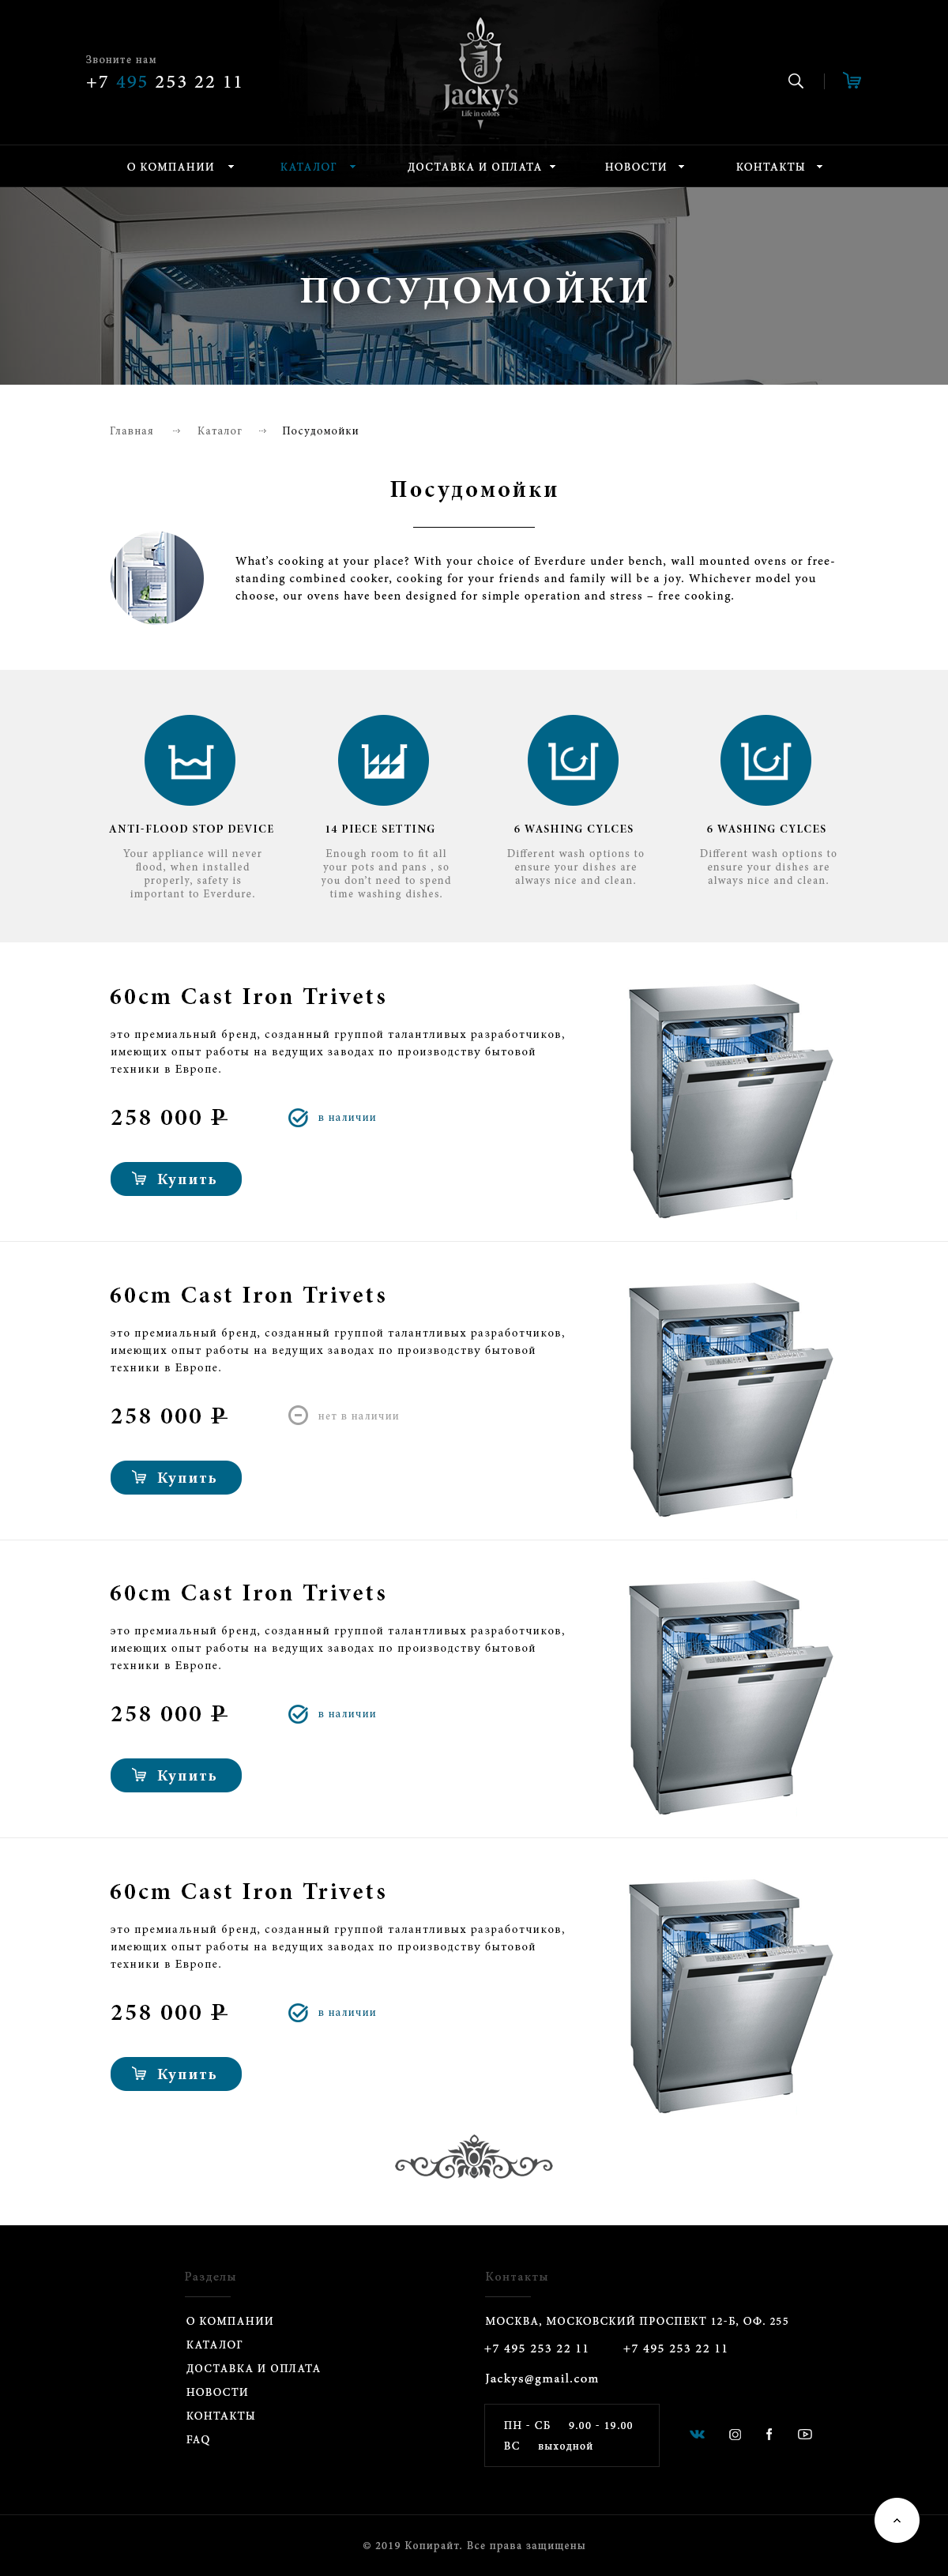 Звоните нам
+7 495 253 22 11
Jacky's
Life in colors
О КОМПАНИИ КАТАЛОГ ДОСТАВКА И ОПЛАТА НОВОСТИ КОНТАКТЫ
ПОСУДОМОЙКИ
Главная → Каталог → Посудомойки
Посудомойки
What's cooking at your place? With your choice of Everdure under bench, wall mounted ovens or free-
standing combined cooker, cooking for your friends and family will be a joy. Whichever model you
choose, our ovens have been designed for simple operation and stress – free cooking.
ANTI-FLOOD STOP DEVICE
Your appliance will never
flood, when installed
properly, safety is
important to Everdure.
14 PIECE SETTING
Enough room to fit all
your pots and pans , so
you don't need to spend
time washing dishes.
6 WASHING CYLCES
Different wash options to
ensure your dishes are
always nice and clean.
6 WASHING CYLCES
Different wash options to
ensure your dishes are
always nice and clean.
60cm Cast Iron Trivets
это премиальный бренд, созданный группой талантливых разработчиков,
имеющих опыт работы на ведущих заводах по производству бытовой
техники в Европе.
258 000 ₽ в наличии
Купить
60cm Cast Iron Trivets
это премиальный бренд, созданный группой талантливых разработчиков,
имеющих опыт работы на ведущих заводах по производству бытовой
техники в Европе.
258 000 ₽ нет в наличии
Купить
60cm Cast Iron Trivets
это премиальный бренд, созданный группой талантливых разработчиков,
имеющих опыт работы на ведущих заводах по производству бытовой
техники в Европе.
258 000 ₽ в наличии
Купить
60cm Cast Iron Trivets
это премиальный бренд, созданный группой талантливых разработчиков,
имеющих опыт работы на ведущих заводах по производству бытовой
техники в Европе.
258 000 ₽ в наличии
Купить
Разделы
О КОМПАНИИ
КАТАЛОГ
ДОСТАВКА И ОПЛАТА
НОВОСТИ
КОНТАКТЫ
FAQ
Контакты
МОСКВА, МОСКОВСКИЙ ПРОСПЕКТ 12-Б, ОФ. 255
+7 495 253 22 11 +7 495 253 22 11
Jackys@gmail.com
ПН - СБ 9.00 - 19.00
ВС выходной
© 2019 Копирайт. Все права защищены